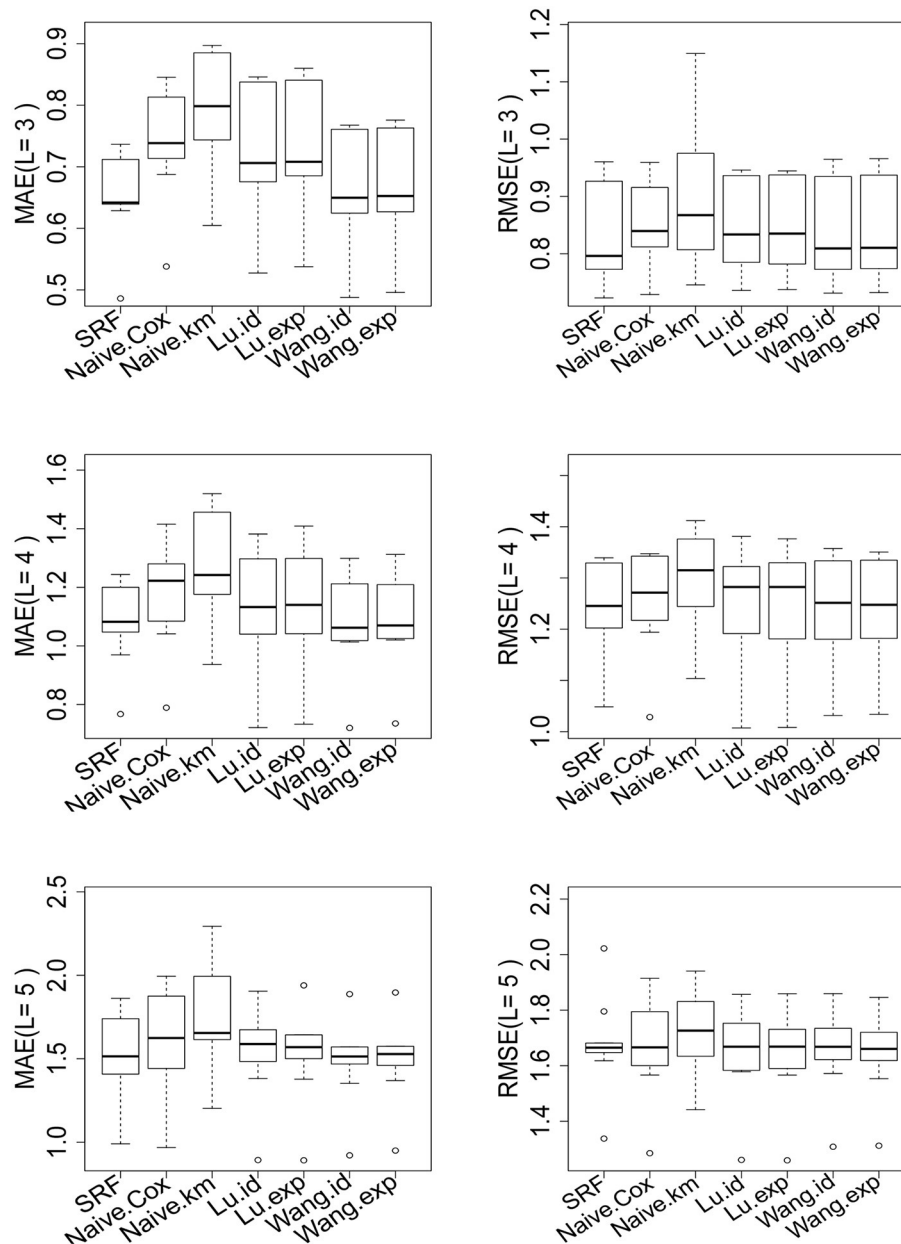 MAE(L= 3 )
0.9
0.8
0.7
0.6
0.5
SRF
Naive.Cox
Naive.km
Lu.id
Lu.exp
Wang.id
Wang.exp
RMSE(L= 3 )
1.2
1.1
1.0
0.9
0.8
SRF
Naive.Cox
Naive.km
Lu.id
Lu.exp
Wang.id
Wang.exp
MAE(L= 4 )
1.6
1.4
1.2
1.0
0.8
SRF
Naive.Cox
Naive.km
Lu.id
Lu.exp
Wang.id
Wang.exp
RMSE(L= 4 )
1.4
1.2
1.0
SRF
Naive.Cox
Naive.km
Lu.id
Lu.exp
Wang.id
Wang.exp
MAE(L= 5 )
2.5
2.0
1.5
1.0
SRF
Naive.Cox
Naive.km
Lu.id
Lu.exp
Wang.id
Wang.exp
RMSE(L= 5 )
2.2
2.0
1.8
1.6
1.4
SRF
Naive.Cox
Naive.km
Lu.id
Lu.exp
Wang.id
Wang.exp